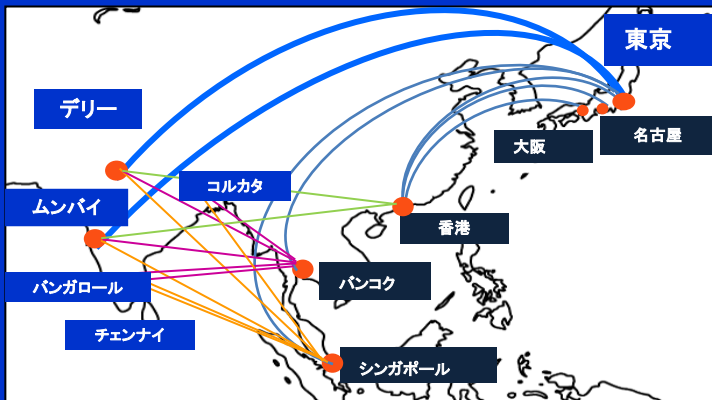 東京
デリー
名古屋
大阪
コルカタ
ムンバイ
香港
バンコク
バンガロール
チェンナイ
シンガポール